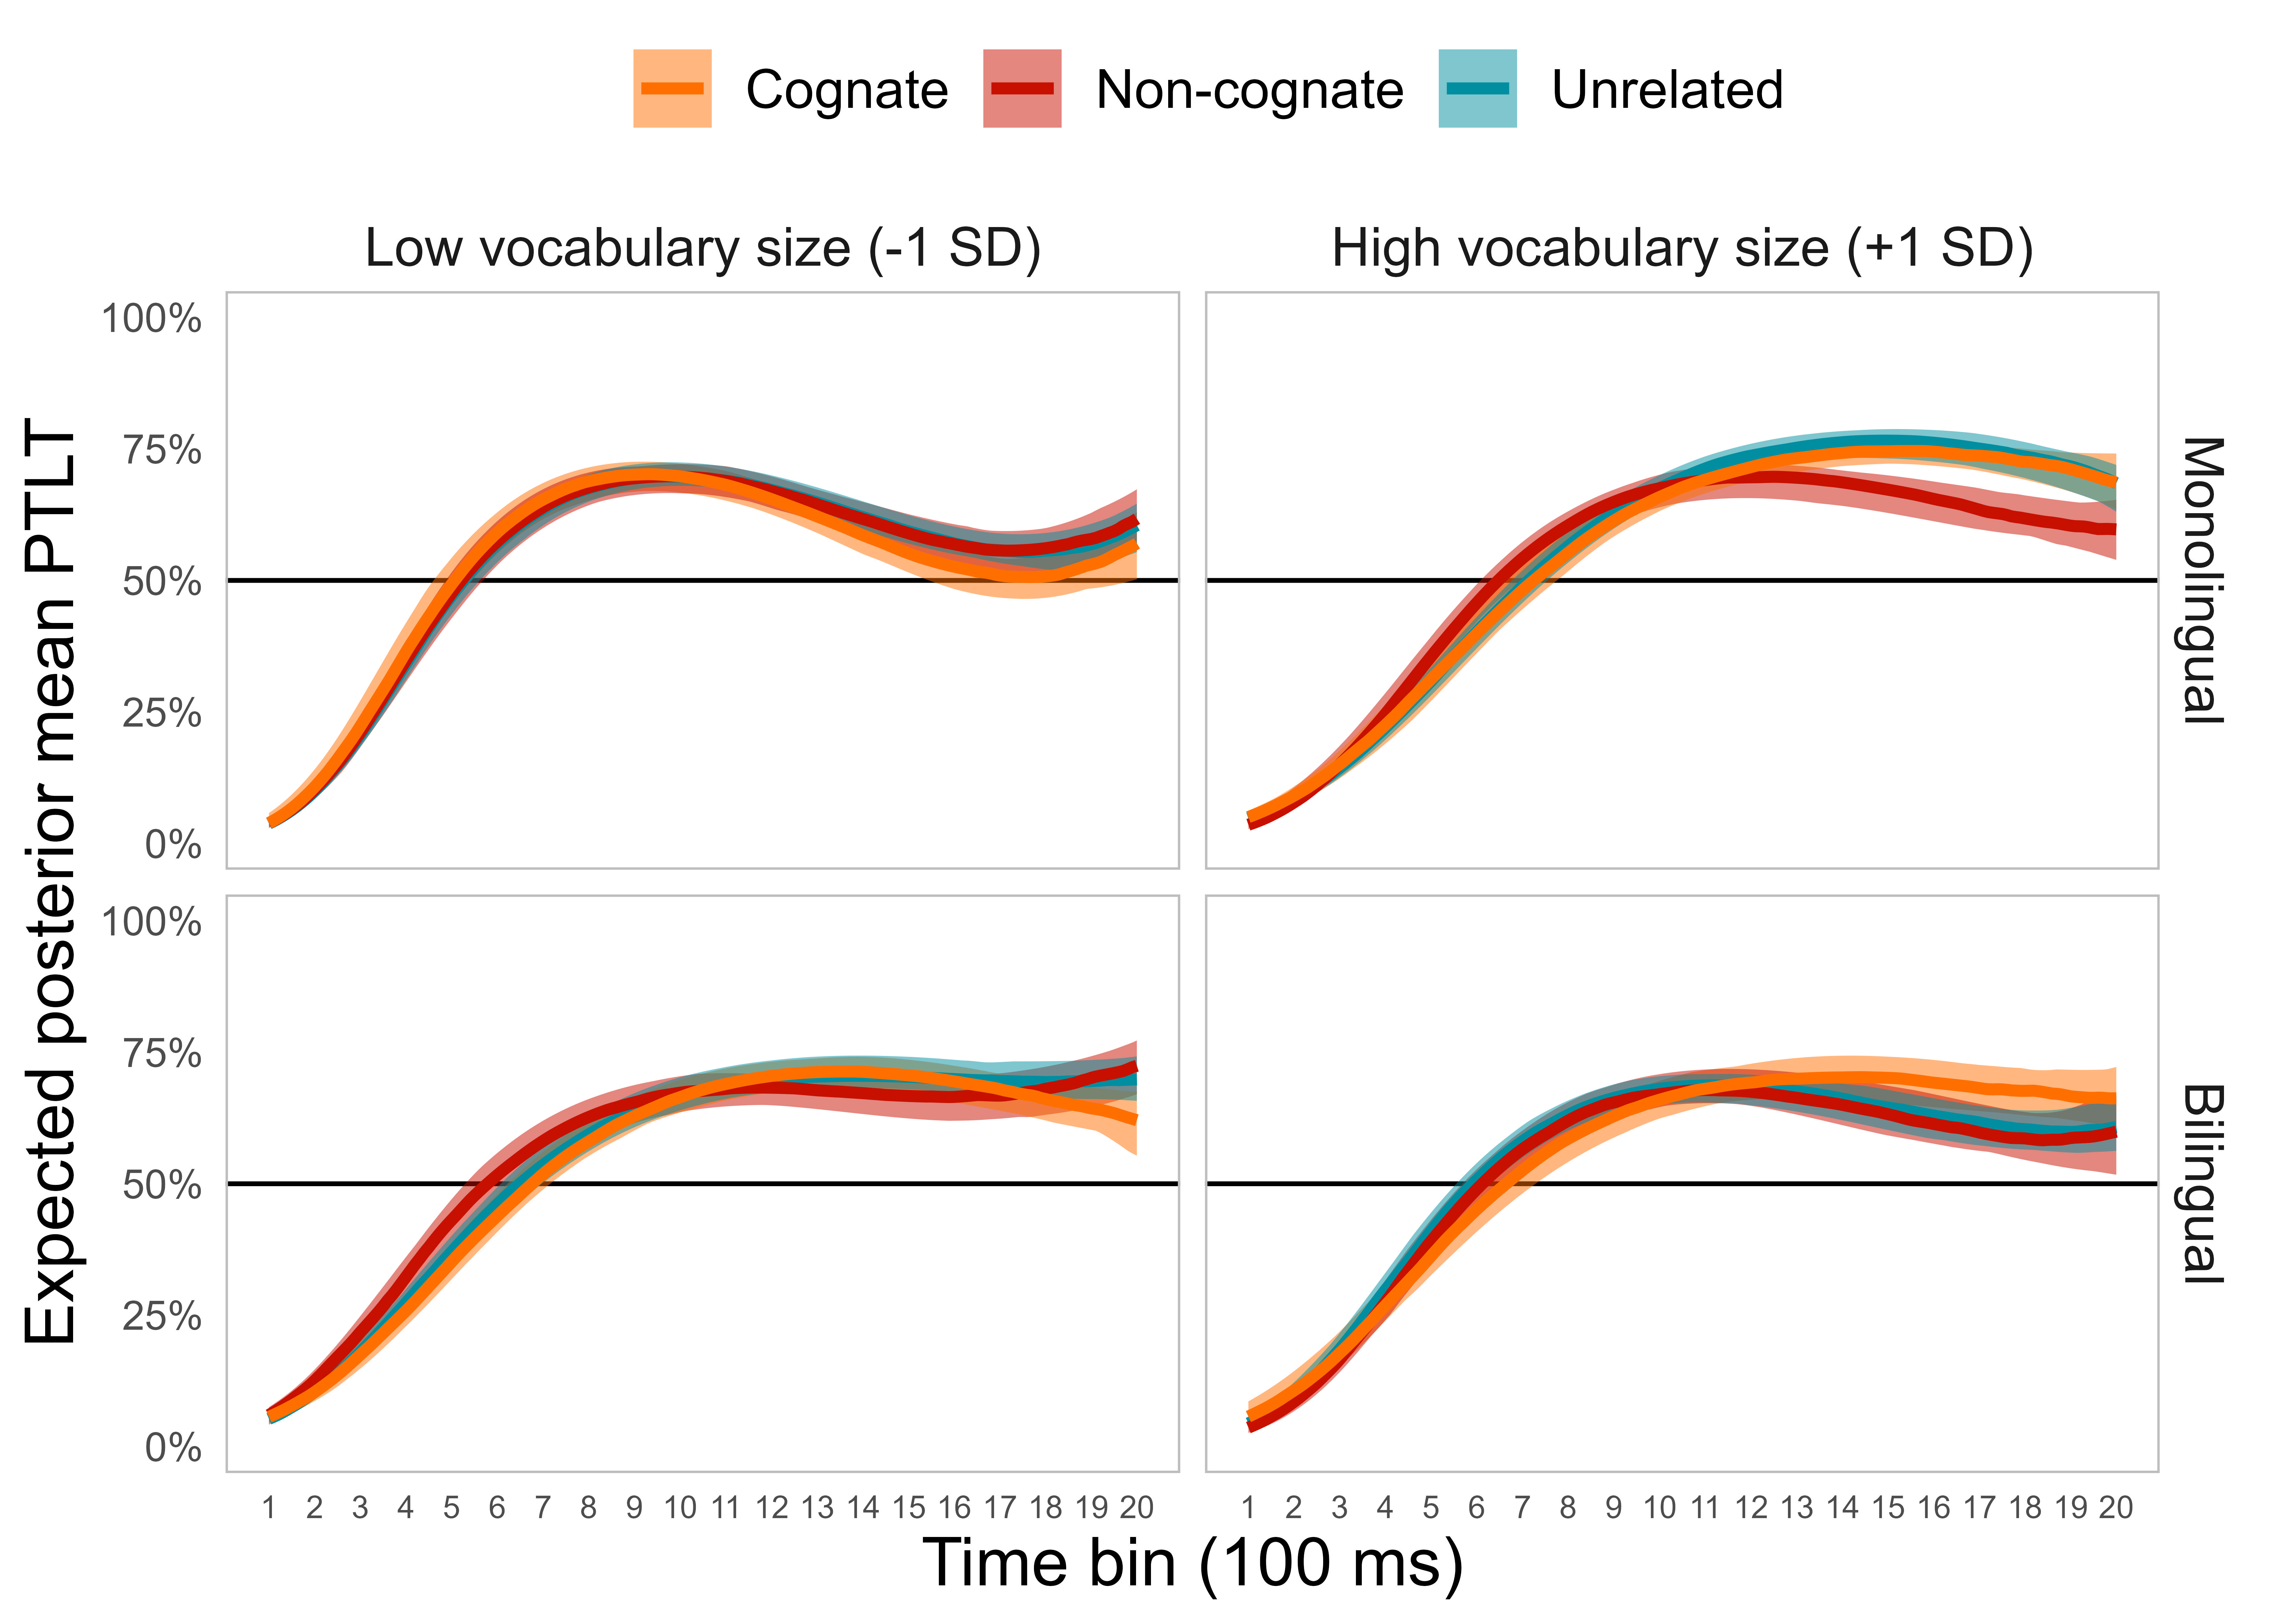 Cognate Non-cognate Unrelated
Low vocabulary size (-1 SD) High vocabulary size (+1 SD)
Expected posterior mean PTLT
100%
75%
50%
25%
0%
Monolingual
100%
75%
50%
25%
0%
Bilingual
1 2 3 4 5 6 7 8 9 10 11 12 13 14 15 16 17 18 19 20 1 2 3 4 5 6 7 8 9 10 11 12 13 14 15 16 17 18 19 20
Time bin (100 ms)